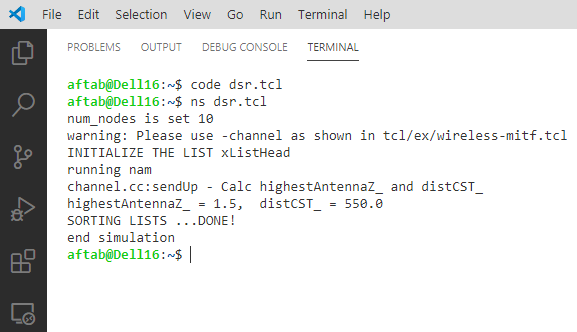 File Edit Selection View Go Run Terminal Help
PROBLEMS OUTPUT DEBUG CONSOLE TERMINAL
aftab@Dell16:~$ code dsr.tcl
aftab@Dell16:~$ ns dsr.tcl
num_nodes is set 10
warning: Please use -channel as shown in tcl/ex/wireless-mitf.tcl
INITIALIZE THE LIST xListHead
running nam
channel.cc:sendUp - Calc highestAntennaZ_ and distCST_
highestAntennaZ_ = 1.5,  distCST_ = 550.0
SORTING LISTS ...DONE!
end simulation
aftab@Dell16:~$